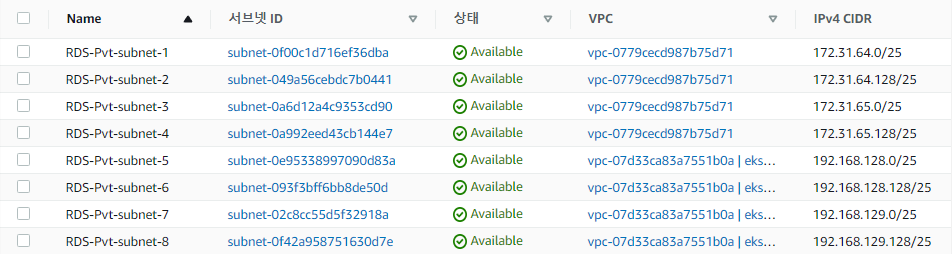 Name 서브넷 ID 상태 VPC IPv4 CIDR
RDS-Pvt-subnet-1 subnet-0f00c1d716ef36dba Available vpc-0779cecd987b75d71 172.31.64.0/25
RDS-Pvt-subnet-2 subnet-049a56cebdc7b0441 Available vpc-0779cecd987b75d71 172.31.64.128/25
RDS-Pvt-subnet-3 subnet-0a6d12a4c9353cd90 Available vpc-0779cecd987b75d71 172.31.65.0/25
RDS-Pvt-subnet-4 subnet-0a992eed43cb144e7 Available vpc-0779cecd987b75d71 172.31.65.128/25
RDS-Pvt-subnet-5 subnet-0e95338997090d83a Available vpc-07d33ca83a7551b0a | eks... 192.168.128.0/25
RDS-Pvt-subnet-6 subnet-093f3bff6bb8de50d Available vpc-07d33ca83a7551b0a | eks... 192.168.128.128/25
RDS-Pvt-subnet-7 subnet-02c8cc55d5f32918a Available vpc-07d33ca83a7551b0a | eks... 192.168.129.0/25
RDS-Pvt-subnet-8 subnet-0f42a958751630d7e Available vpc-07d33ca83a7551b0a | eks... 192.168.129.128/25